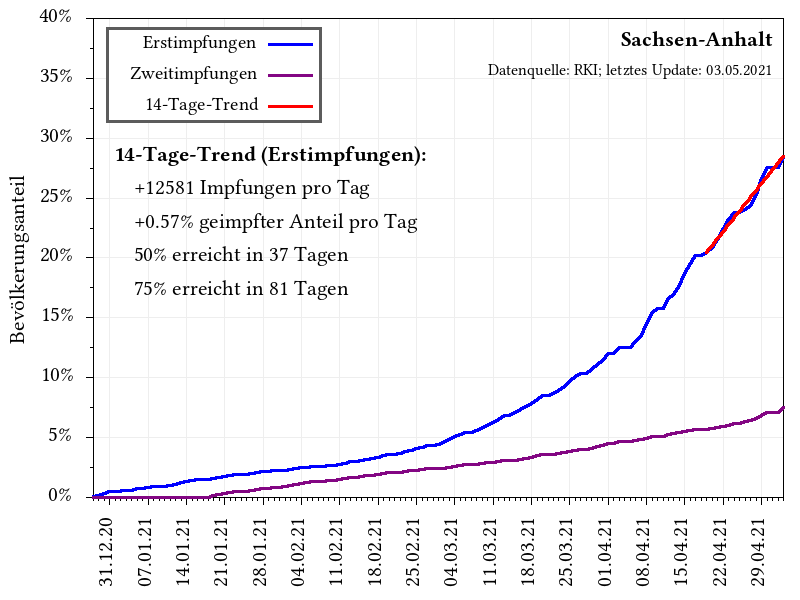 Sachsen-Anhalt
Datenquelle: RKI; letztes Update: 03.05.2021
Erstimpfungen
Zweitimpfungen
14-Tage-Trend
14-Tage-Trend (Erstimpfungen):
+12581 Impfungen pro Tag
+0.57% geimpfter Anteil pro Tag
50% erreicht in 37 Tagen
75% erreicht in 81 Tagen
Bevölkerungsanteil
40%
35%
30%
25%
20%
15%
10%
5%
0%
31.12.20
07.01.21
14.01.21
21.01.21
28.01.21
04.02.21
11.02.21
18.02.21
25.02.21
04.03.21
11.03.21
18.03.21
25.03.21
01.04.21
08.04.21
15.04.21
22.04.21
29.04.21